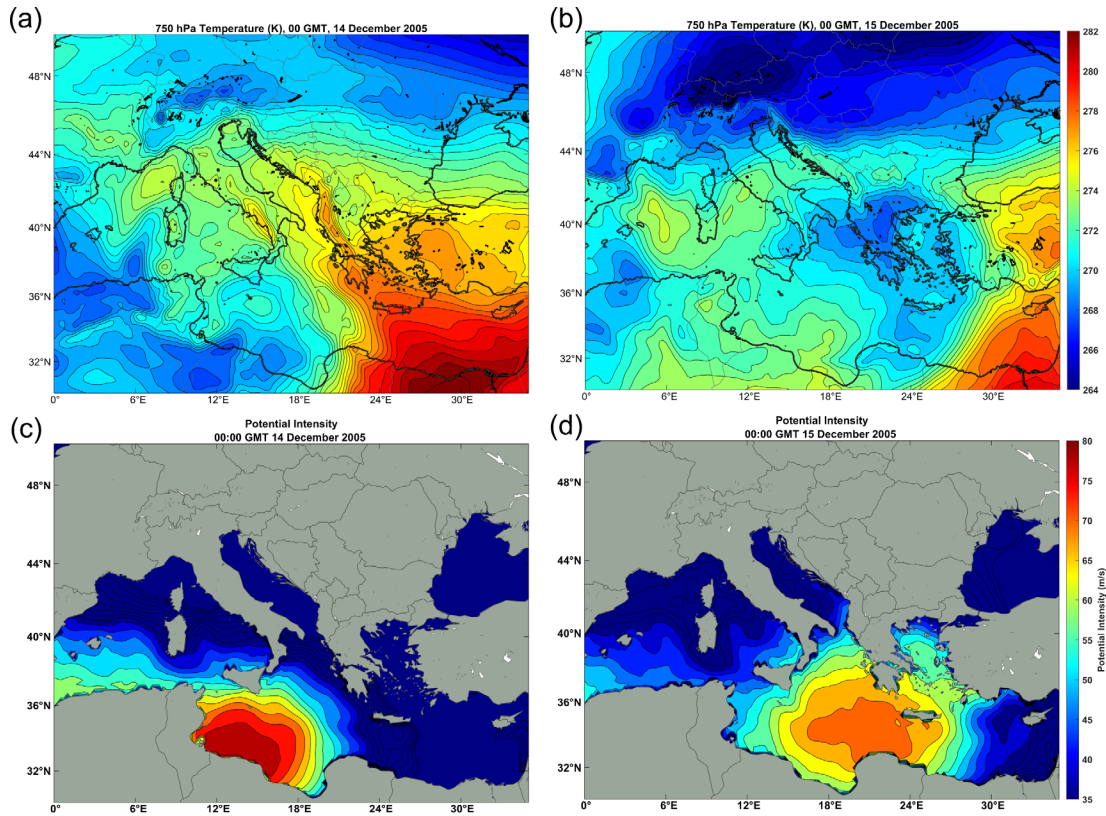 (a)
750 hPa Temperature (K), 00 GMT, 14 December 2005
48°N
44°N
40°N
36°N
32°N
0°
6°E
12°E
18°E
24°E
30°E
(b)
750 hPa Temperature (K), 00 GMT, 15 December 2005
48°N
44°N
40°N
36°N
32°N
0°
6°E
12°E
18°E
24°E
30°E
282
280
278
276
274
272
270
268
266
264
(c)
Potential Intensity
00:00 GMT 14 December 2005
48°N
44°N
40°N
36°N
32°N
0°
6°E
12°E
18°E
24°E
30°E
(d)
Potential Intensity
00:00 GMT 15 December 2005
48°N
44°N
40°N
36°N
32°N
0°
6°E
12°E
18°E
24°E
30°E
80
75
70
65
60
55
50
45
40
35
Potential Intensity (m/s)